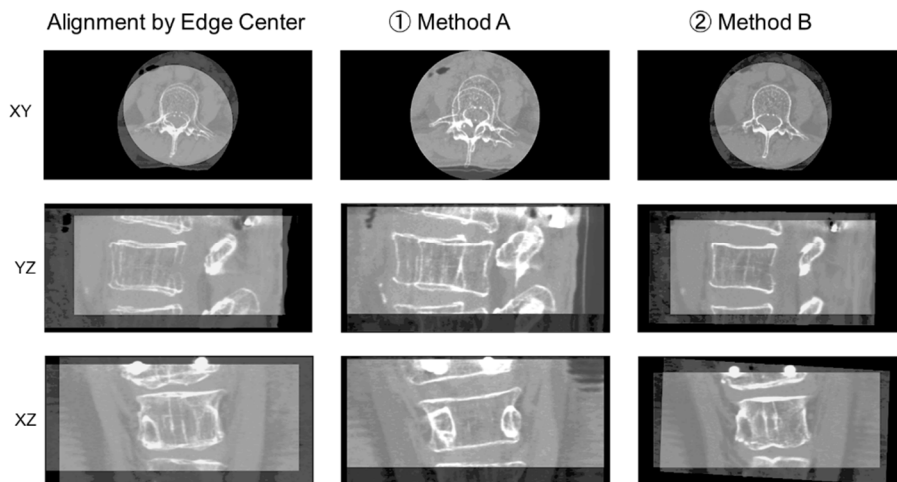 Alignment by Edge Center
① Method A
② Method B
XY
YZ
XZ